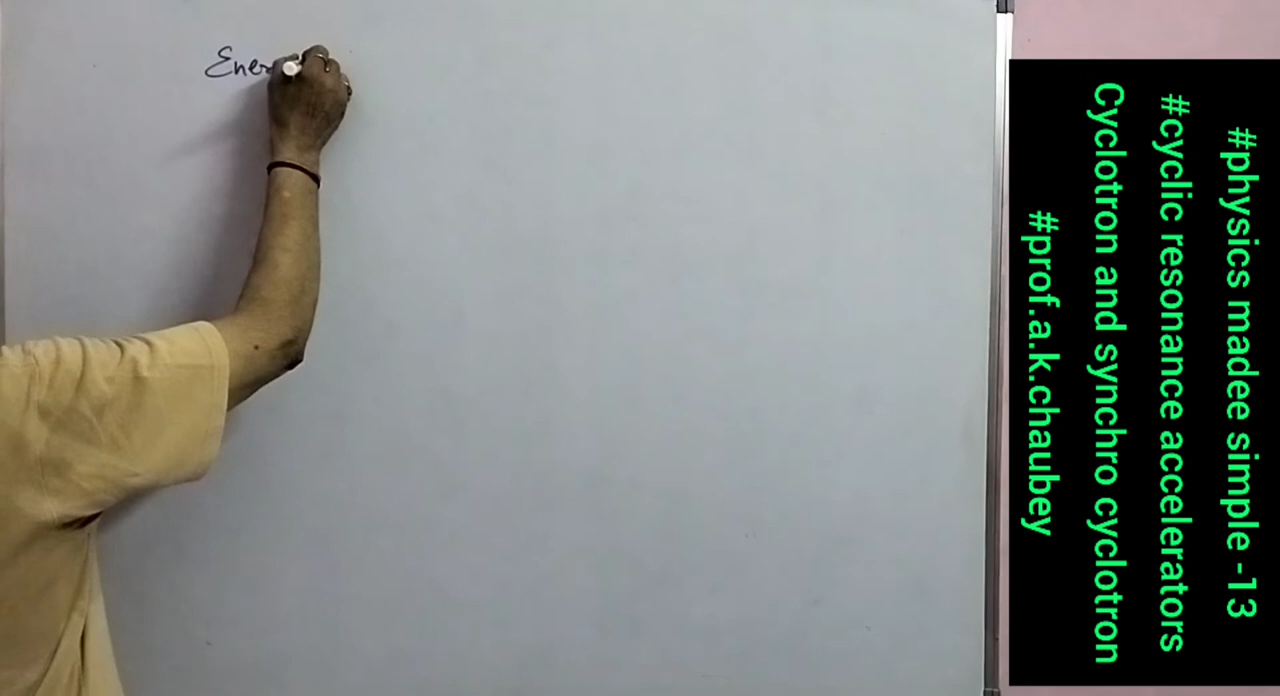 Ener
#physics madee simple -13
#cyclic resonance accelerators
Cyclotron and synchro cyclotron
#prof.a.k.chaubey